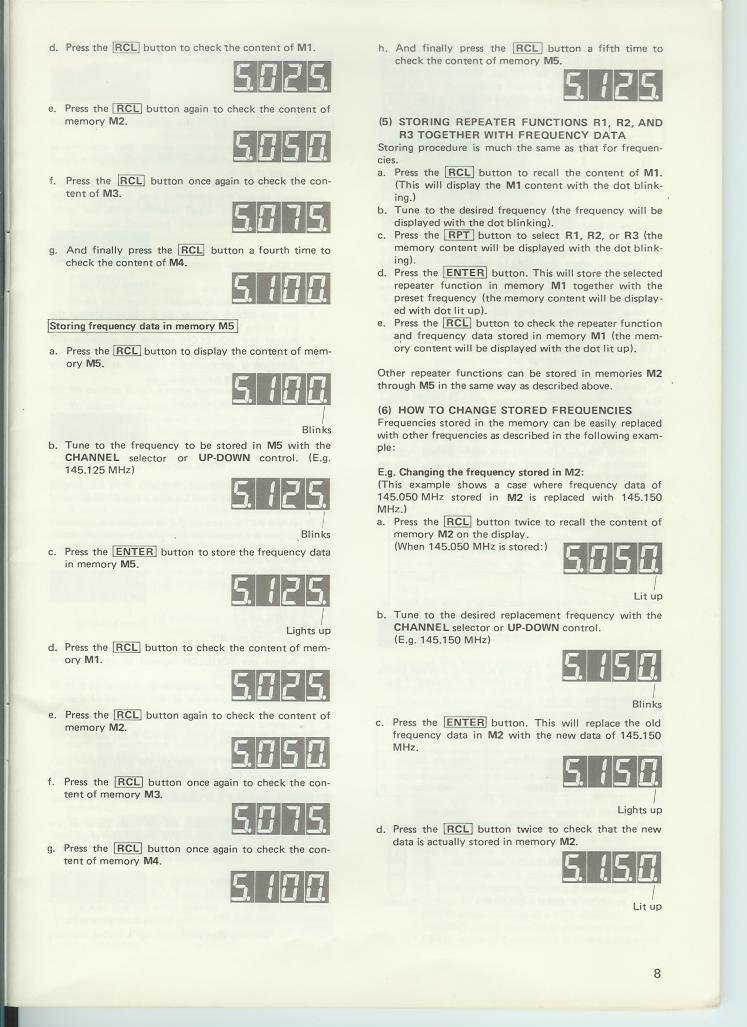 d. Press the RCL button to check the content of M1.
5.025.
e. Press the RCL button again to check the content of
memory M2.
5.050.
f. Press the RCL button once again to check the con-
tent of M3.
5.075.
g. And finally press the RCL button a fourth time to
check the content of M4.
5.100.
Storing frequency data in memory M5
a. Press the RCL button to display the content of mem-
ory M5.
5.100.
Blinks
b. Tune to the frequency to be stored in M5 with the
CHANNEL selector or UP-DOWN control. (E.g.
145.125 MHz)
5.125.
Blinks
c. Press the ENTER button to store the frequency data
in memory M5.
5.125.
Lights up
d. Press the RCL button to check the content of mem-
ory M1.
5.025.
e. Press the RCL button again to check the content of
memory M2.
5.050.
f. Press the RCL button once again to check the con-
tent of memory M3.
5.075.
g. Press the RCL button once again to check the con-
tent of memory M4.
5.100.
h. And finally press the RCL button a fifth time to
check the content of memory M5.
5.125.
(5) STORING REPEATER FUNCTIONS R1, R2, AND
R3 TOGETHER WITH FREQUENCY DATA
Storing procedure is much the same as that for frequen-
cies.
a. Press the RCL button to recall the content of M1.
(This will display the M1 content with the dot blink-
ing.)
b. Tune to the desired frequency (the frequency will be
displayed with the dot blinking).
c. Press the RPT button to select R1, R2, or R3 (the
memory content will be displayed with the dot blink-
ing).
d. Press the ENTER button. This will store the selected
repeater function in memory M1 together with the
preset frequency (the memory content will be display-
ed with dot lit up).
e. Press the RCL button to check the repeater function
and frequency data stored in memory M1 (the mem-
ory content will be displayed with the dot lit up).
Other repeater functions can be stored in memories M2
through M5 in the same way as described above.
(6) HOW TO CHANGE STORED FREQUENCIES
Frequencies stored in the memory can be easily replaced
with other frequencies as described in the following exam-
ple:
E.g. Changing the frequency stored in M2:
(This example shows a case where frequency data of
145.050 MHz stored in M2 is replaced with 145.150
MHz.)
a. Press the RCL button twice to recall the content of
memory M2 on the display.
(When 145.050 MHz is stored:)
5.050.
Lit up
b. Tune to the desired replacement frequency with the
CHANNEL selector or UP-DOWN control.
(E.g. 145.150 MHz)
5.150.
Blinks
c. Press the ENTER button. This will replace the old
frequency data in M2 with the new data of 145.150
MHz.
5.150.
Lights up
d. Press the RCL button twice to check that the new
data is actually stored in memory M2.
5.150.
Lit up
8